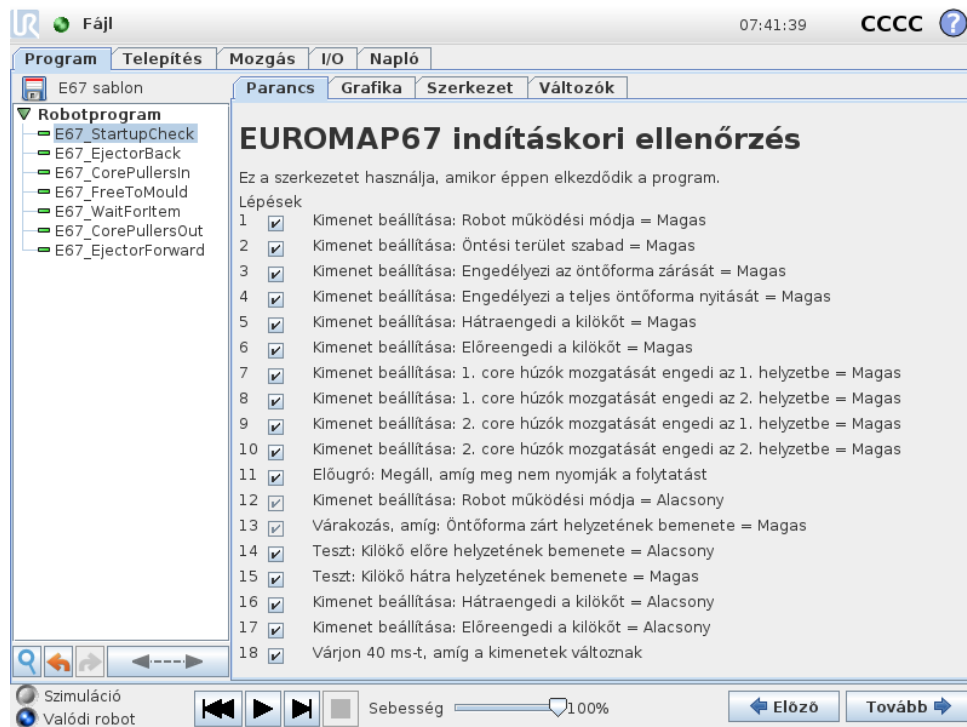 UR Fájl 07:41:39 CCCC ?
Program Telepítés Mozgás I/O Napló
E67 sablon
Parancs Grafika Szerkezet Változók
Robotprogram
E67_StartupCheck
E67_EjectorBack
E67_CorePullersIn
E67_FreeToMould
E67_WaitForItem
E67_CorePullersOut
E67_EjectorForward
EUROMAP67 indításkori ellenőrzés
Ez a szerkezetet használja, amikor éppen elkezdődik a program.
Lépések
1 Kimenet beállítása: Robot működési módja = Magas
2 Kimenet beállítása: Öntési terület szabad = Magas
3 Kimenet beállítása: Engedélyezi az öntőforma zárását = Magas
4 Kimenet beállítása: Engedélyezi a teljes öntőforma nyitását = Magas
5 Kimenet beállítása: Hátraengedi a kilökőt = Magas
6 Kimenet beállítása: Előreengedi a kilökőt = Magas
7 Kimenet beállítása: 1. core húzók mozgatását engedi az 1. helyzetbe = Magas
8 Kimenet beállítása: 1. core húzók mozgatását engedi az 2. helyzetbe = Magas
9 Kimenet beállítása: 2. core húzók mozgatását engedi az 1. helyzetbe = Magas
10 Kimenet beállítása: 2. core húzók mozgatását engedi az 2. helyzetbe = Magas
11 Előugró: Megáll, amíg meg nem nyomják a folytatást
12 Kimenet beállítása: Robot működési módja = Alacsony
13 Várakozás, amíg: Öntőforma zárt helyzetének bemenete = Magas
14 Teszt: Kilökő előre helyzetének bemenete = Alacsony
15 Teszt: Kilökő hátra helyzetének bemenete = Magas
16 Kimenet beállítása: Hátraengedi a kilökőt = Alacsony
17 Kimenet beállítása: Előreengedi a kilökőt = Alacsony
18 Várjon 40 ms-t, amíg a kimenetek változnak
Szimuláció
Valódi robot
Sebesség 100%
Előző Tovább